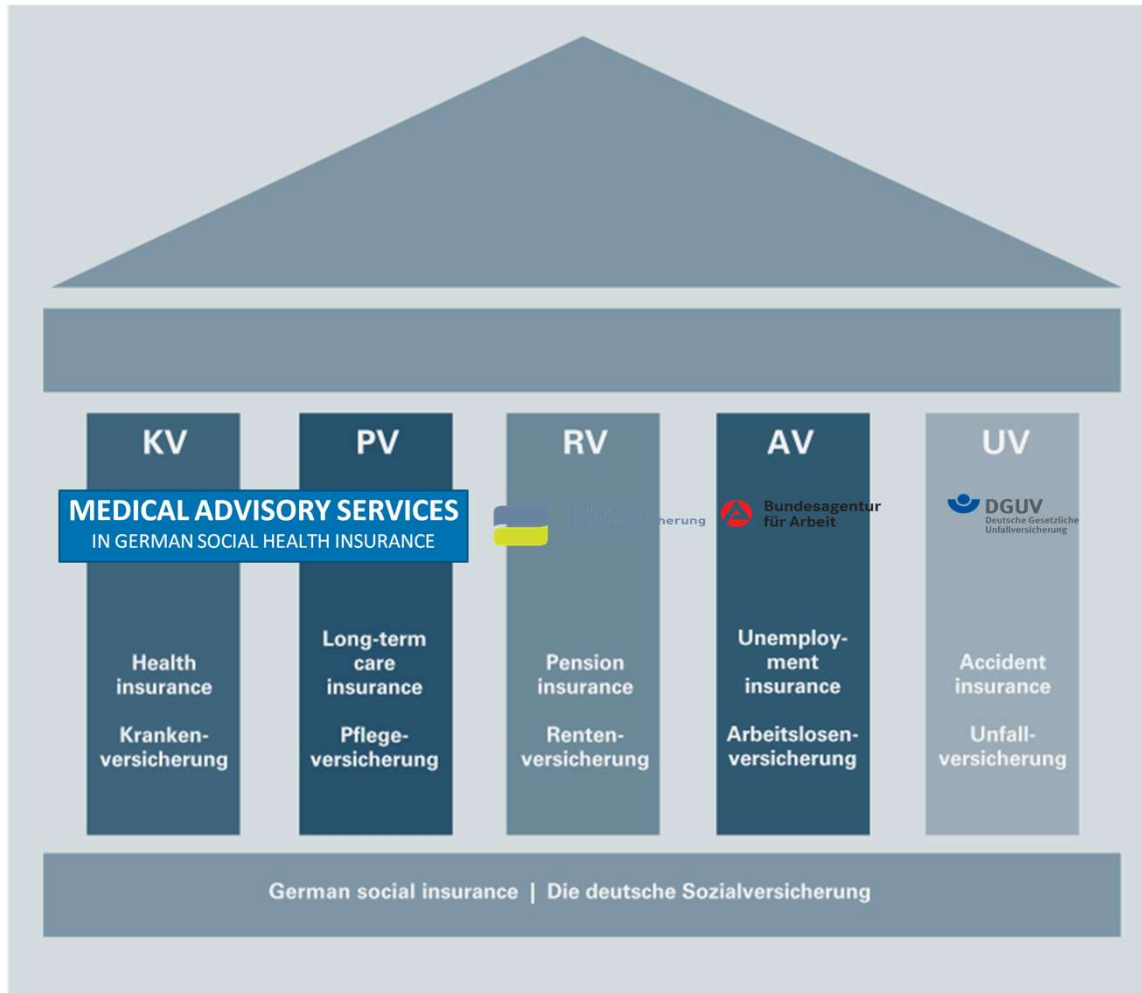 KV
PV
RV
AV
UV
MEDICAL ADVISORY SERVICES
IN GERMAN SOCIAL HEALTH INSURANCE
herung
Bundesagentur
für Arbeit
DGUV
Deutsche Gesetzliche
Unfallversicherung
Health
insurance
Kranken-
versicherung
Long-term
care
insurance
Pflege-
versicherung
Pension
insurance
Renten-
versicherung
Unemploy-
ment
insurance
Arbeitslosen-
versicherung
Accident
insurance
Unfall-
versicherung
German social insurance | Die deutsche Sozialversicherung